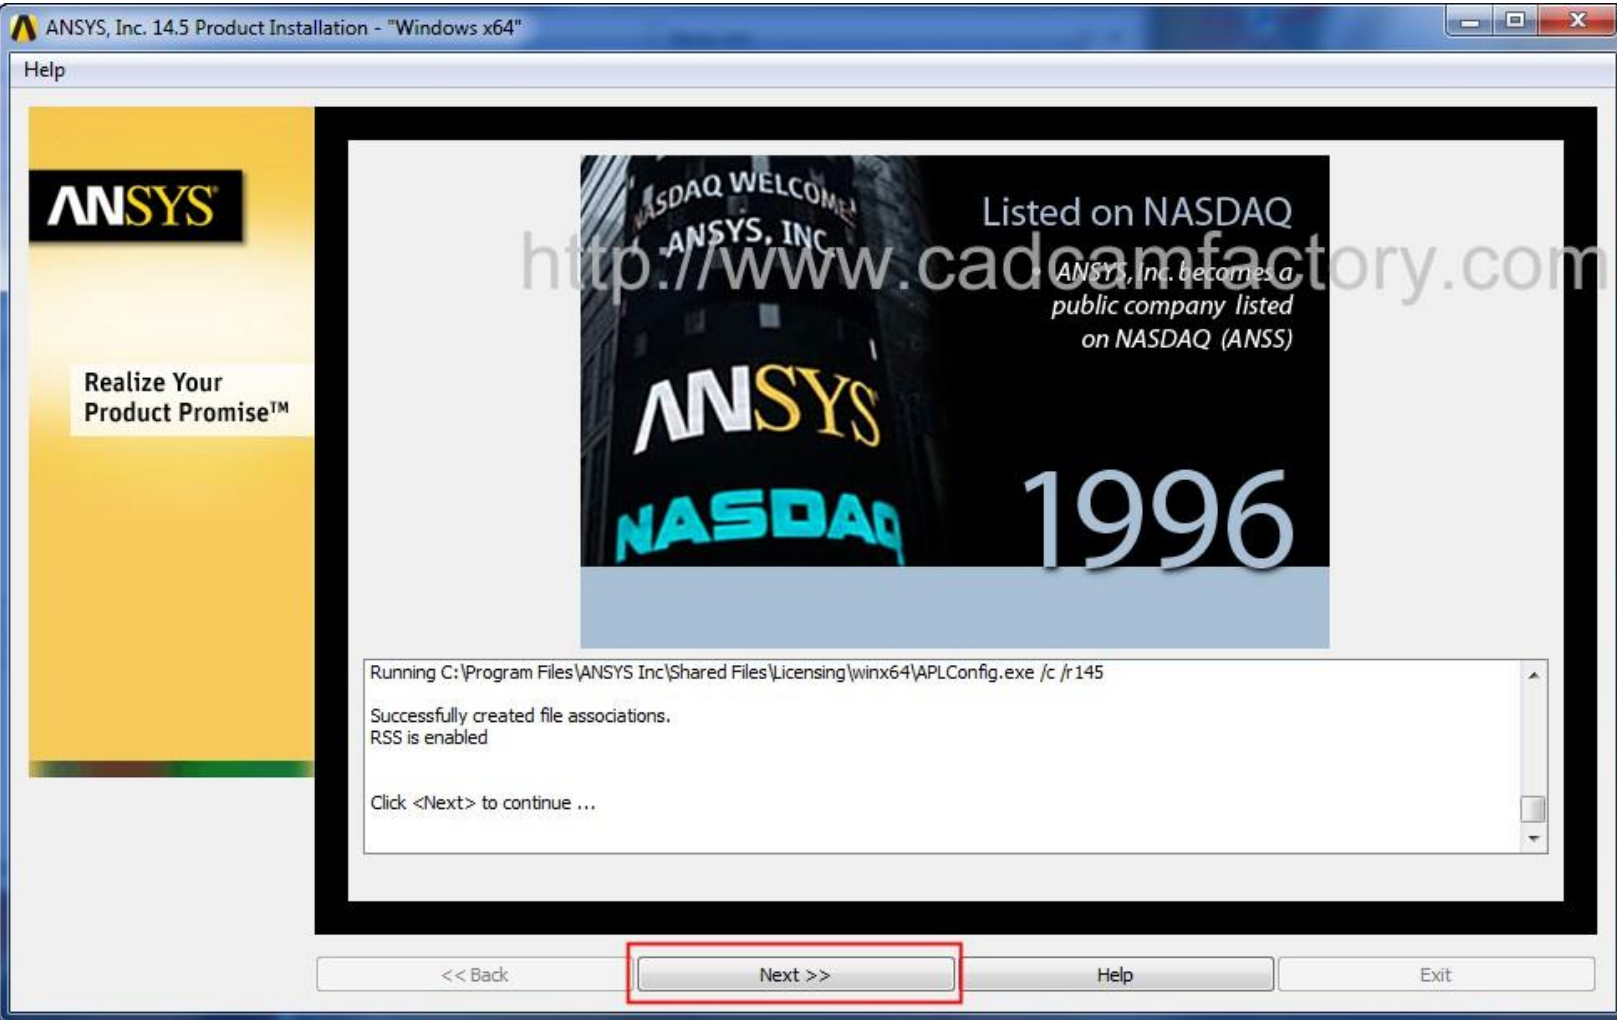 ANSYS, Inc. 14.5 Product Installation - "Windows x64"
Help
ANSYS
Realize Your
Product Promise™
NASDAQ WELCOMES
ANSYS, INC.
ANSYS
NASDAQ
Listed on NASDAQ
• ANSYS, Inc. becomes a
public company listed
on NASDAQ (ANSS)
1996
http://www.cadcamfactory.com
Running C:\Program Files\ANSYS Inc\Shared Files\Licensing\winx64\APLConfig.exe /c /r145
Successfully created file associations.
RSS is enabled
Click <Next> to continue ...
<< Back
Next >>
Help
Exit